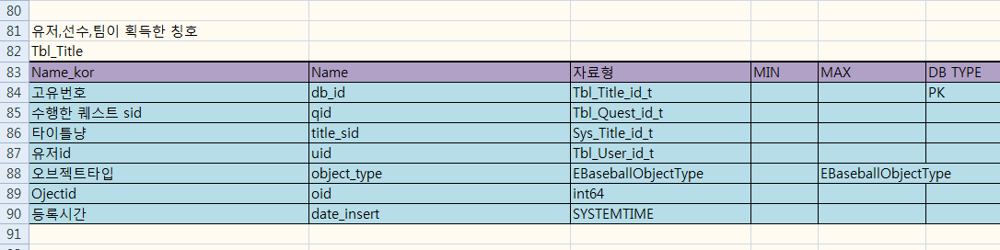 80
81 유저,선수,팀이 획득한 칭호
82 Tbl_Title
83 Name_kor Name 자료형 MIN MAX DB TYPE
84 고유번호 db_id Tbl_Title_id_t PK
85 수행한 퀘스트 sid qid Tbl_Quest_id_t
86 타이틀냥 title_sid Sys_Title_id_t
87 유저id uid Tbl_User_id_t
88 오브젝트타입 object_type EBaseballObjectType EBaseballObjectType
89 Ojectid oid int64
90 등록시간 date_insert SYSTEMTIME
91